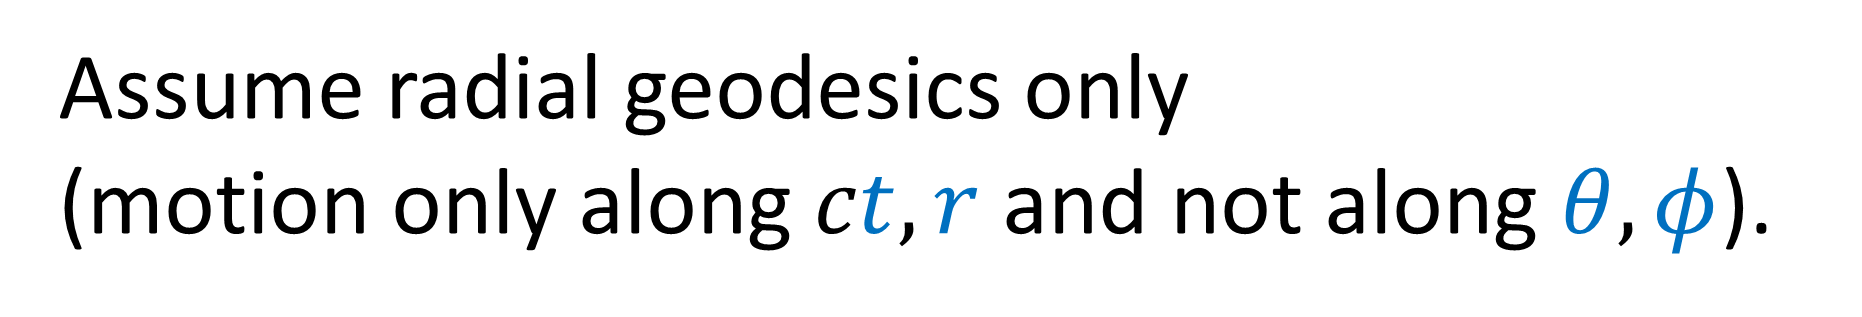 Assume radial geodesics only
(motion only along ct, r and not along θ, ϕ).